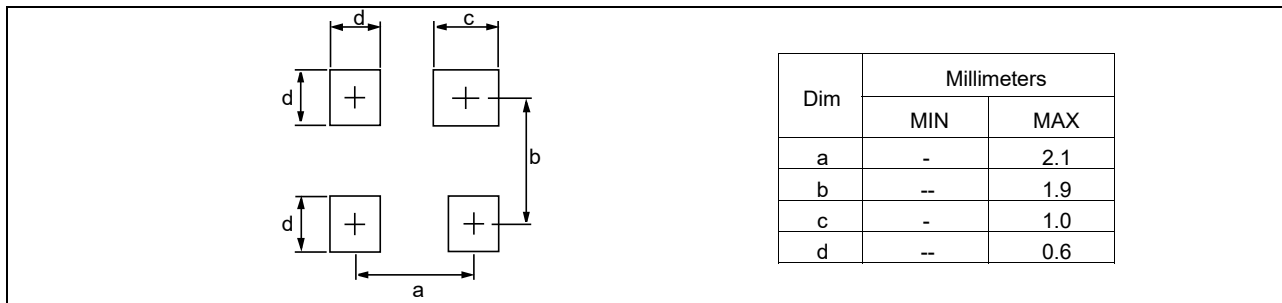 d c
d
b
d
a
Dim Millimeters
MIN MAX
a - 2.1
b -- 1.9
c - 1.0
d -- 0.6